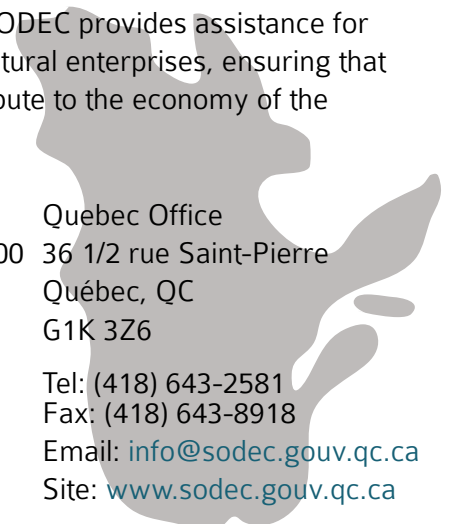 ODEC provides assistance for
tural enterprises, ensuring that
bute to the economy of the
Quebec Office
00 36 1/2 rue Saint-Pierre
Québec, QC
G1K 3Z6
Tel: (418) 643-2581
Fax: (418) 643-8918
Email: info@sodec.gouv.qc.ca
Site: www.sodec.gouv.qc.ca